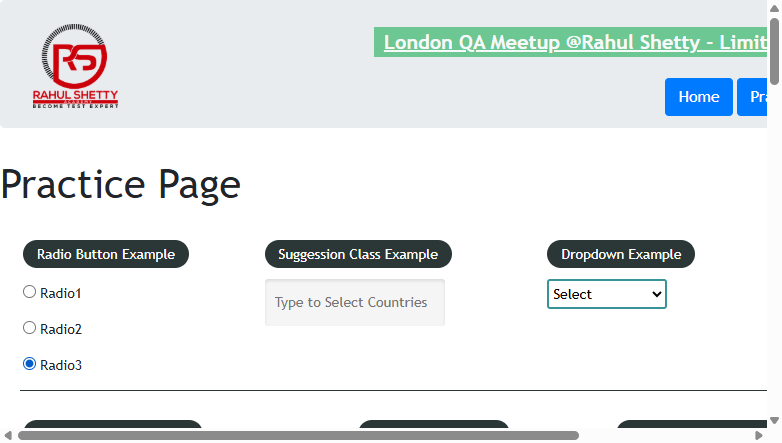 London QA Meetup @Rahul Shetty - Limit
RS
RAHUL SHETTY
ACADEMY
BECOME TEST EXPERT
Home
Pra
Practice Page
Radio Button Example
Suggession Class Example
Dropdown Example
Radio1
Type to Select Countries
Select
Radio2
Radio3